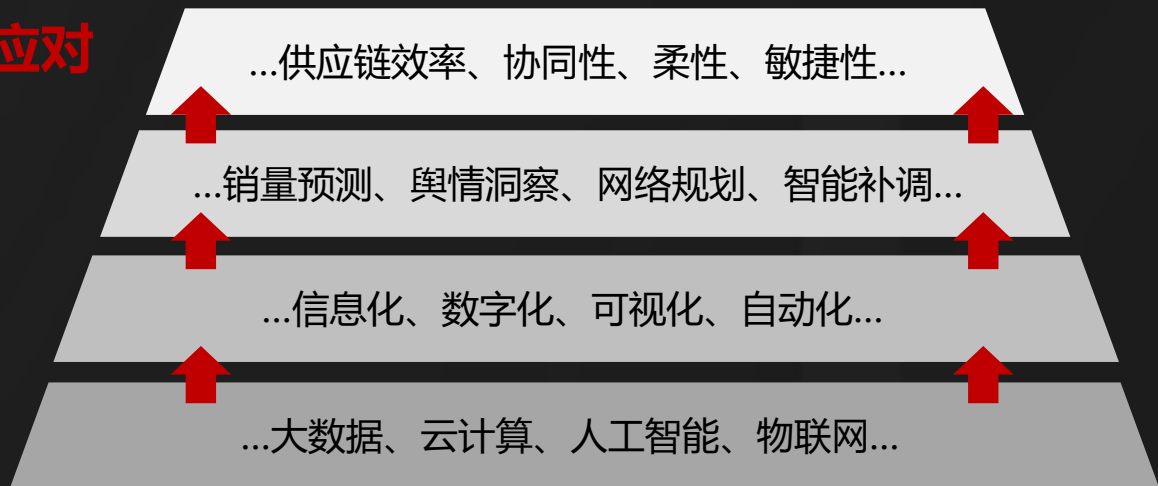 应对
…供应链效率、协同性、柔性、敏捷性…
…销量预测、舆情洞察、网络规划、智能补调…
…信息化、数字化、可视化、自动化…
…大数据、云计算、人工智能、物联网…